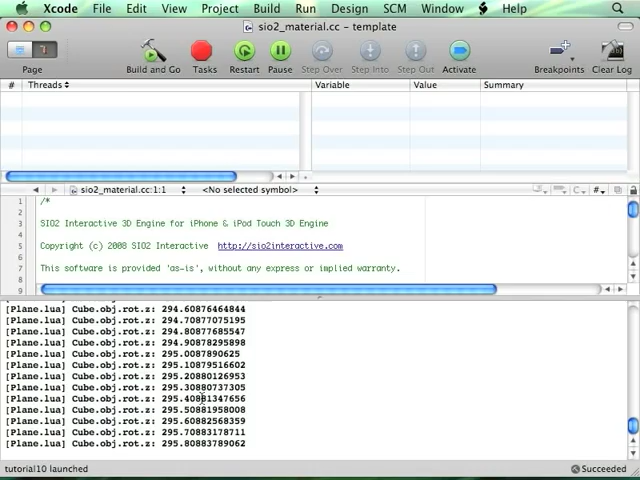 Xcode File Edit View Project Build Run Design SCM Window Help
sio2_material.cc - template
Page Build and Go Tasks Restart Pause Step Over Step Into Step Out Activate Breakpoints Clear Log
# Threads Variable Value Summary
sio2_material.cc:1:1 <No selected symbol> C #
1 /*
2
3 SIO2 Interactive 3D Engine for iPhone & iPod Touch 3D Engine
4
5 Copyright (c) 2008 SIO2 Interactive http://sio2interactive.com
6
7 This software is provided 'as-is', without any express or implied warranty.
8
9
[Plane.lua] Cube.obj.rot.z: 294.60876464844
[Plane.lua] Cube.obj.rot.z: 294.70877075195
[Plane.lua] Cube.obj.rot.z: 294.80877685547
[Plane.lua] Cube.obj.rot.z: 294.90878295898
[Plane.lua] Cube.obj.rot.z: 295.0087890625
[Plane.lua] Cube.obj.rot.z: 295.10879516602
[Plane.lua] Cube.obj.rot.z: 295.20880126953
[Plane.lua] Cube.obj.rot.z: 295.30880737305
[Plane.lua] Cube.obj.rot.z: 295.40881347656
[Plane.lua] Cube.obj.rot.z: 295.50881958008
[Plane.lua] Cube.obj.rot.z: 295.60882568359
[Plane.lua] Cube.obj.rot.z: 295.70883178711
[Plane.lua] Cube.obj.rot.z: 295.80883789062
tutorial10 launched Succeeded